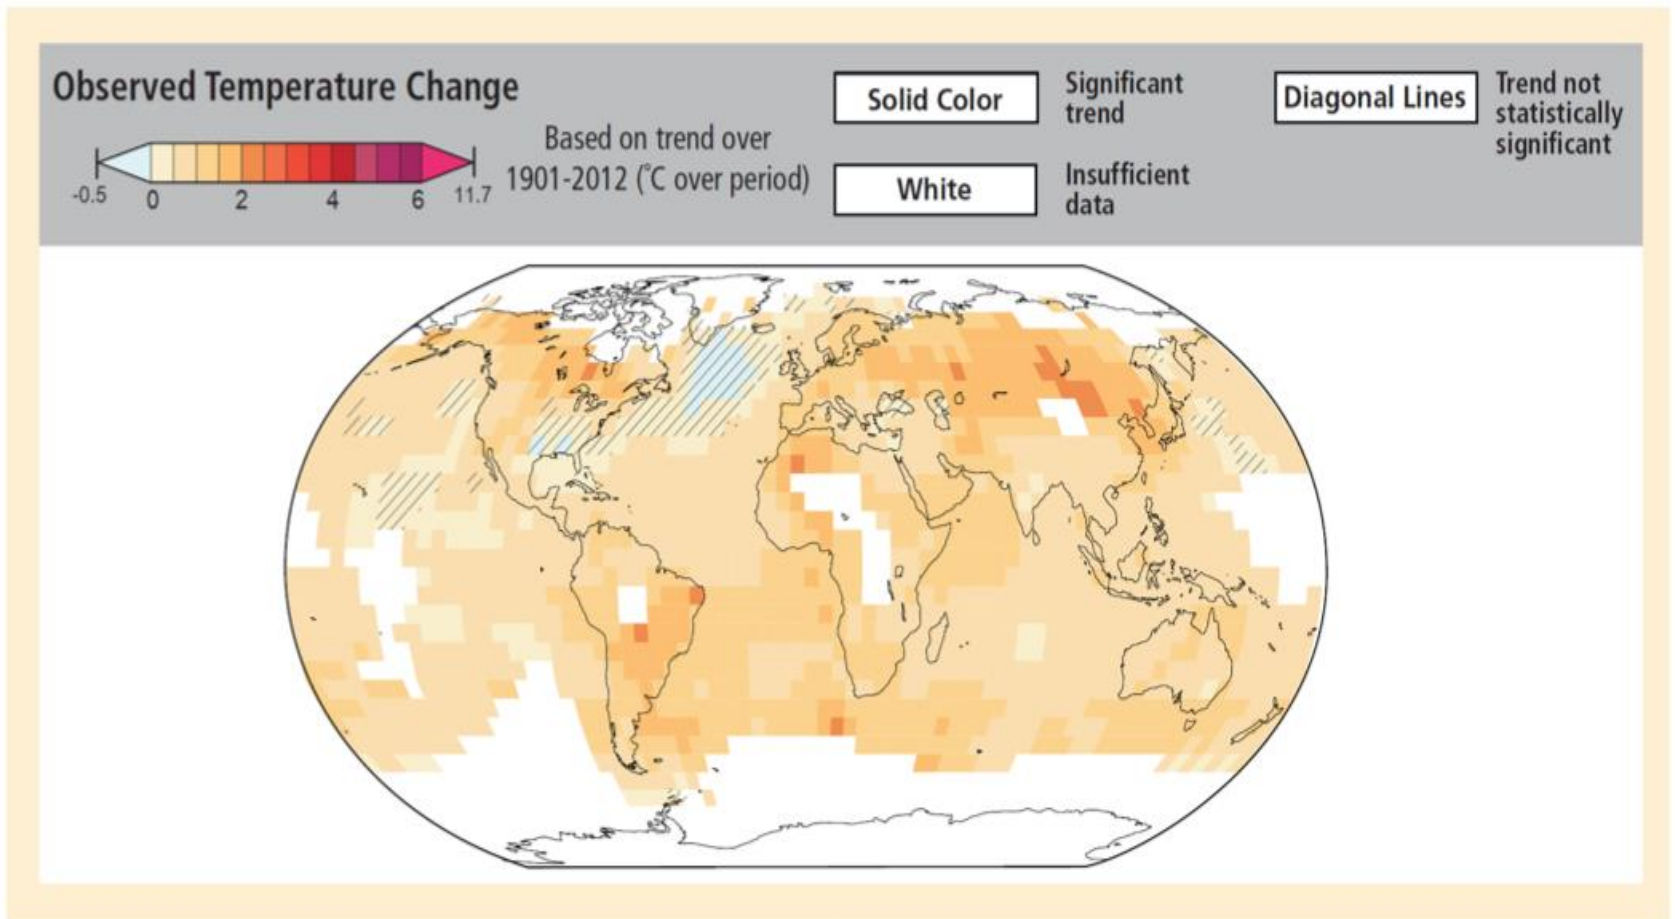 Observed Temperature Change
-0.5
0
2
4
6
11.7
Based on trend over
1901-2012 (˚C over period)
Solid Color
Significant
trend
White
Insufficient
data
Diagonal Lines
Trend not
statistically
significant